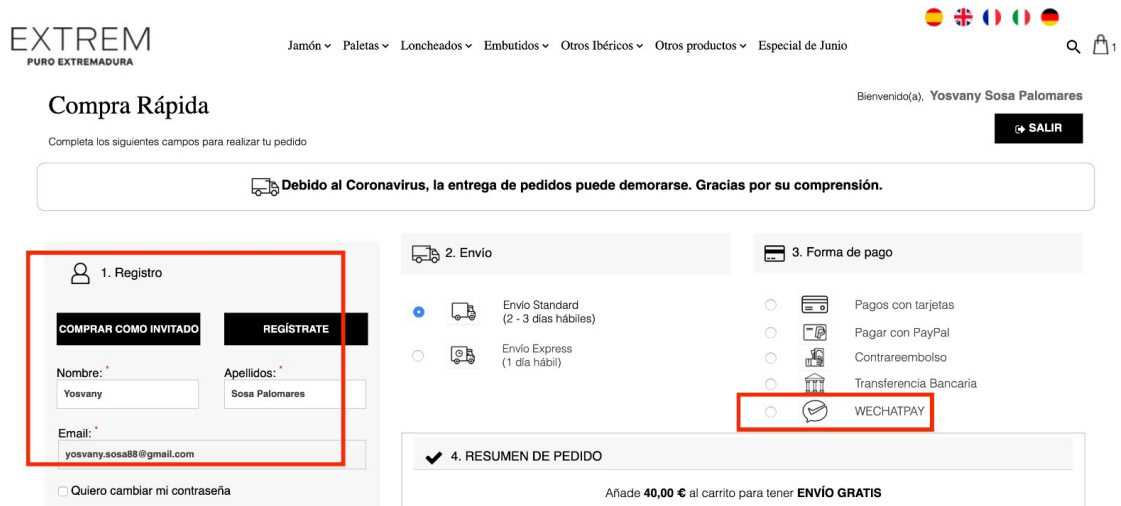 EXTREM
PURO EXTREMADURA
Jamón Paletas Loncheados Embutidos Otros Ibéricos Otros productos Especial de Junio
1
Compra Rápida
Bienvenido(a), Yosvany Sosa Palomares
SALIR
Completa los siguientes campos para realizar tu pedido
Debido al Coronavirus, la entrega de pedidos puede demorarse. Gracias por su comprensión.
1. Registro
COMPRAR COMO INVITADO
REGÍSTRATE
Nombre: *
Apellidos: *
Yosvany
Sosa Palomares
Email: *
yosvany.sosa88@gmail.com
Quiero cambiar mi contraseña
2. Envío
Envío Standard
(2 - 3 días hábiles)
Envío Express
(1 día hábil)
3. Forma de pago
Pagos con tarjetas
Pagar con PayPal
Contrareembolso
Transferencia Bancaria
WECHATPAY
4. RESUMEN DE PEDIDO
Añade 40,00 € al carrito para tener ENVÍO GRATIS